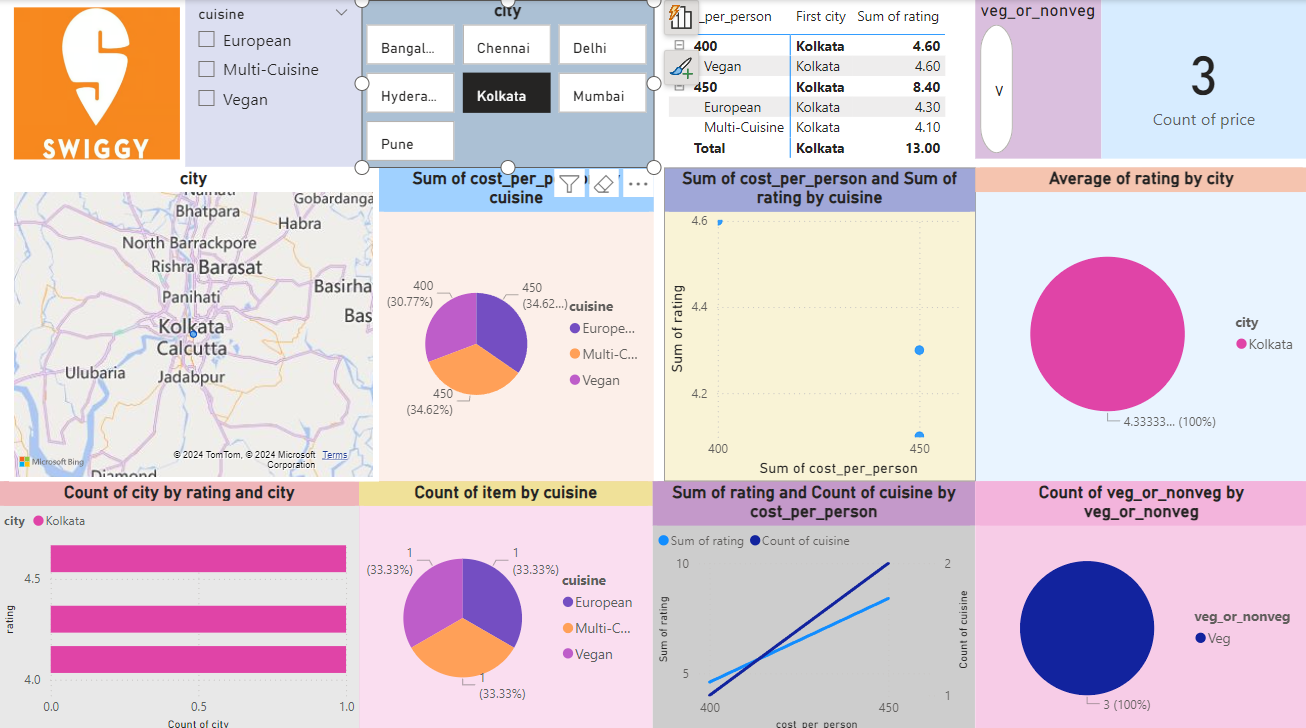 SWIGGY
cuisine
European
Multi-Cuisine
Vegan
city
Bangal...
Chennai
Delhi
Hydera...
Kolkata
Mumbai
Pune
_per_person First city Sum of rating
400 Kolkata 4.60
Vegan Kolkata 4.60
450 Kolkata 8.40
European Kolkata 4.30
Multi-Cuisine Kolkata 4.10
Total Kolkata 13.00
veg_or_nonveg
V
3
Count of price
city
Bhatpara
Gobardanga
Habra
North Barrackpore
Rishra
Barasat
Panihati
Basirha
Bas
Kolkata
Calcutta
Ulubaria
Jadabpur
Diamond
© 2024 TomTom, © 2024 Microsoft
Corporation
Terms
Microsoft Bing
Sum of cost_per_p
cuisine
400
(30.77%)
450
(34.62...)
450
(34.62%)
cuisine
Europe...
Multi-C...
Vegan
Sum of cost_per_person and Sum of
rating by cuisine
4.6
4.4
4.2
Sum of rating
400 450
Sum of cost_per_person
Average of rating by city
city
Kolkata
4.33333... (100%)
Count of city by rating and city
city Kolkata
4.5
4.0
rating
0.0 0.5 1.0
Count of city
Count of item by cuisine
1
(33.33%)
1
(33.33%)
1
(33.33%)
cuisine
European
Multi-C...
Vegan
Sum of rating and Count of cuisine by
cost_per_person
Sum of rating Count of cuisine
10
5
Sum of rating
2
1
Count of cuisine
400 450
cost_per_person
Count of veg_or_nonveg by
veg_or_nonveg
veg_or_nonveg
Veg
3 (100%)